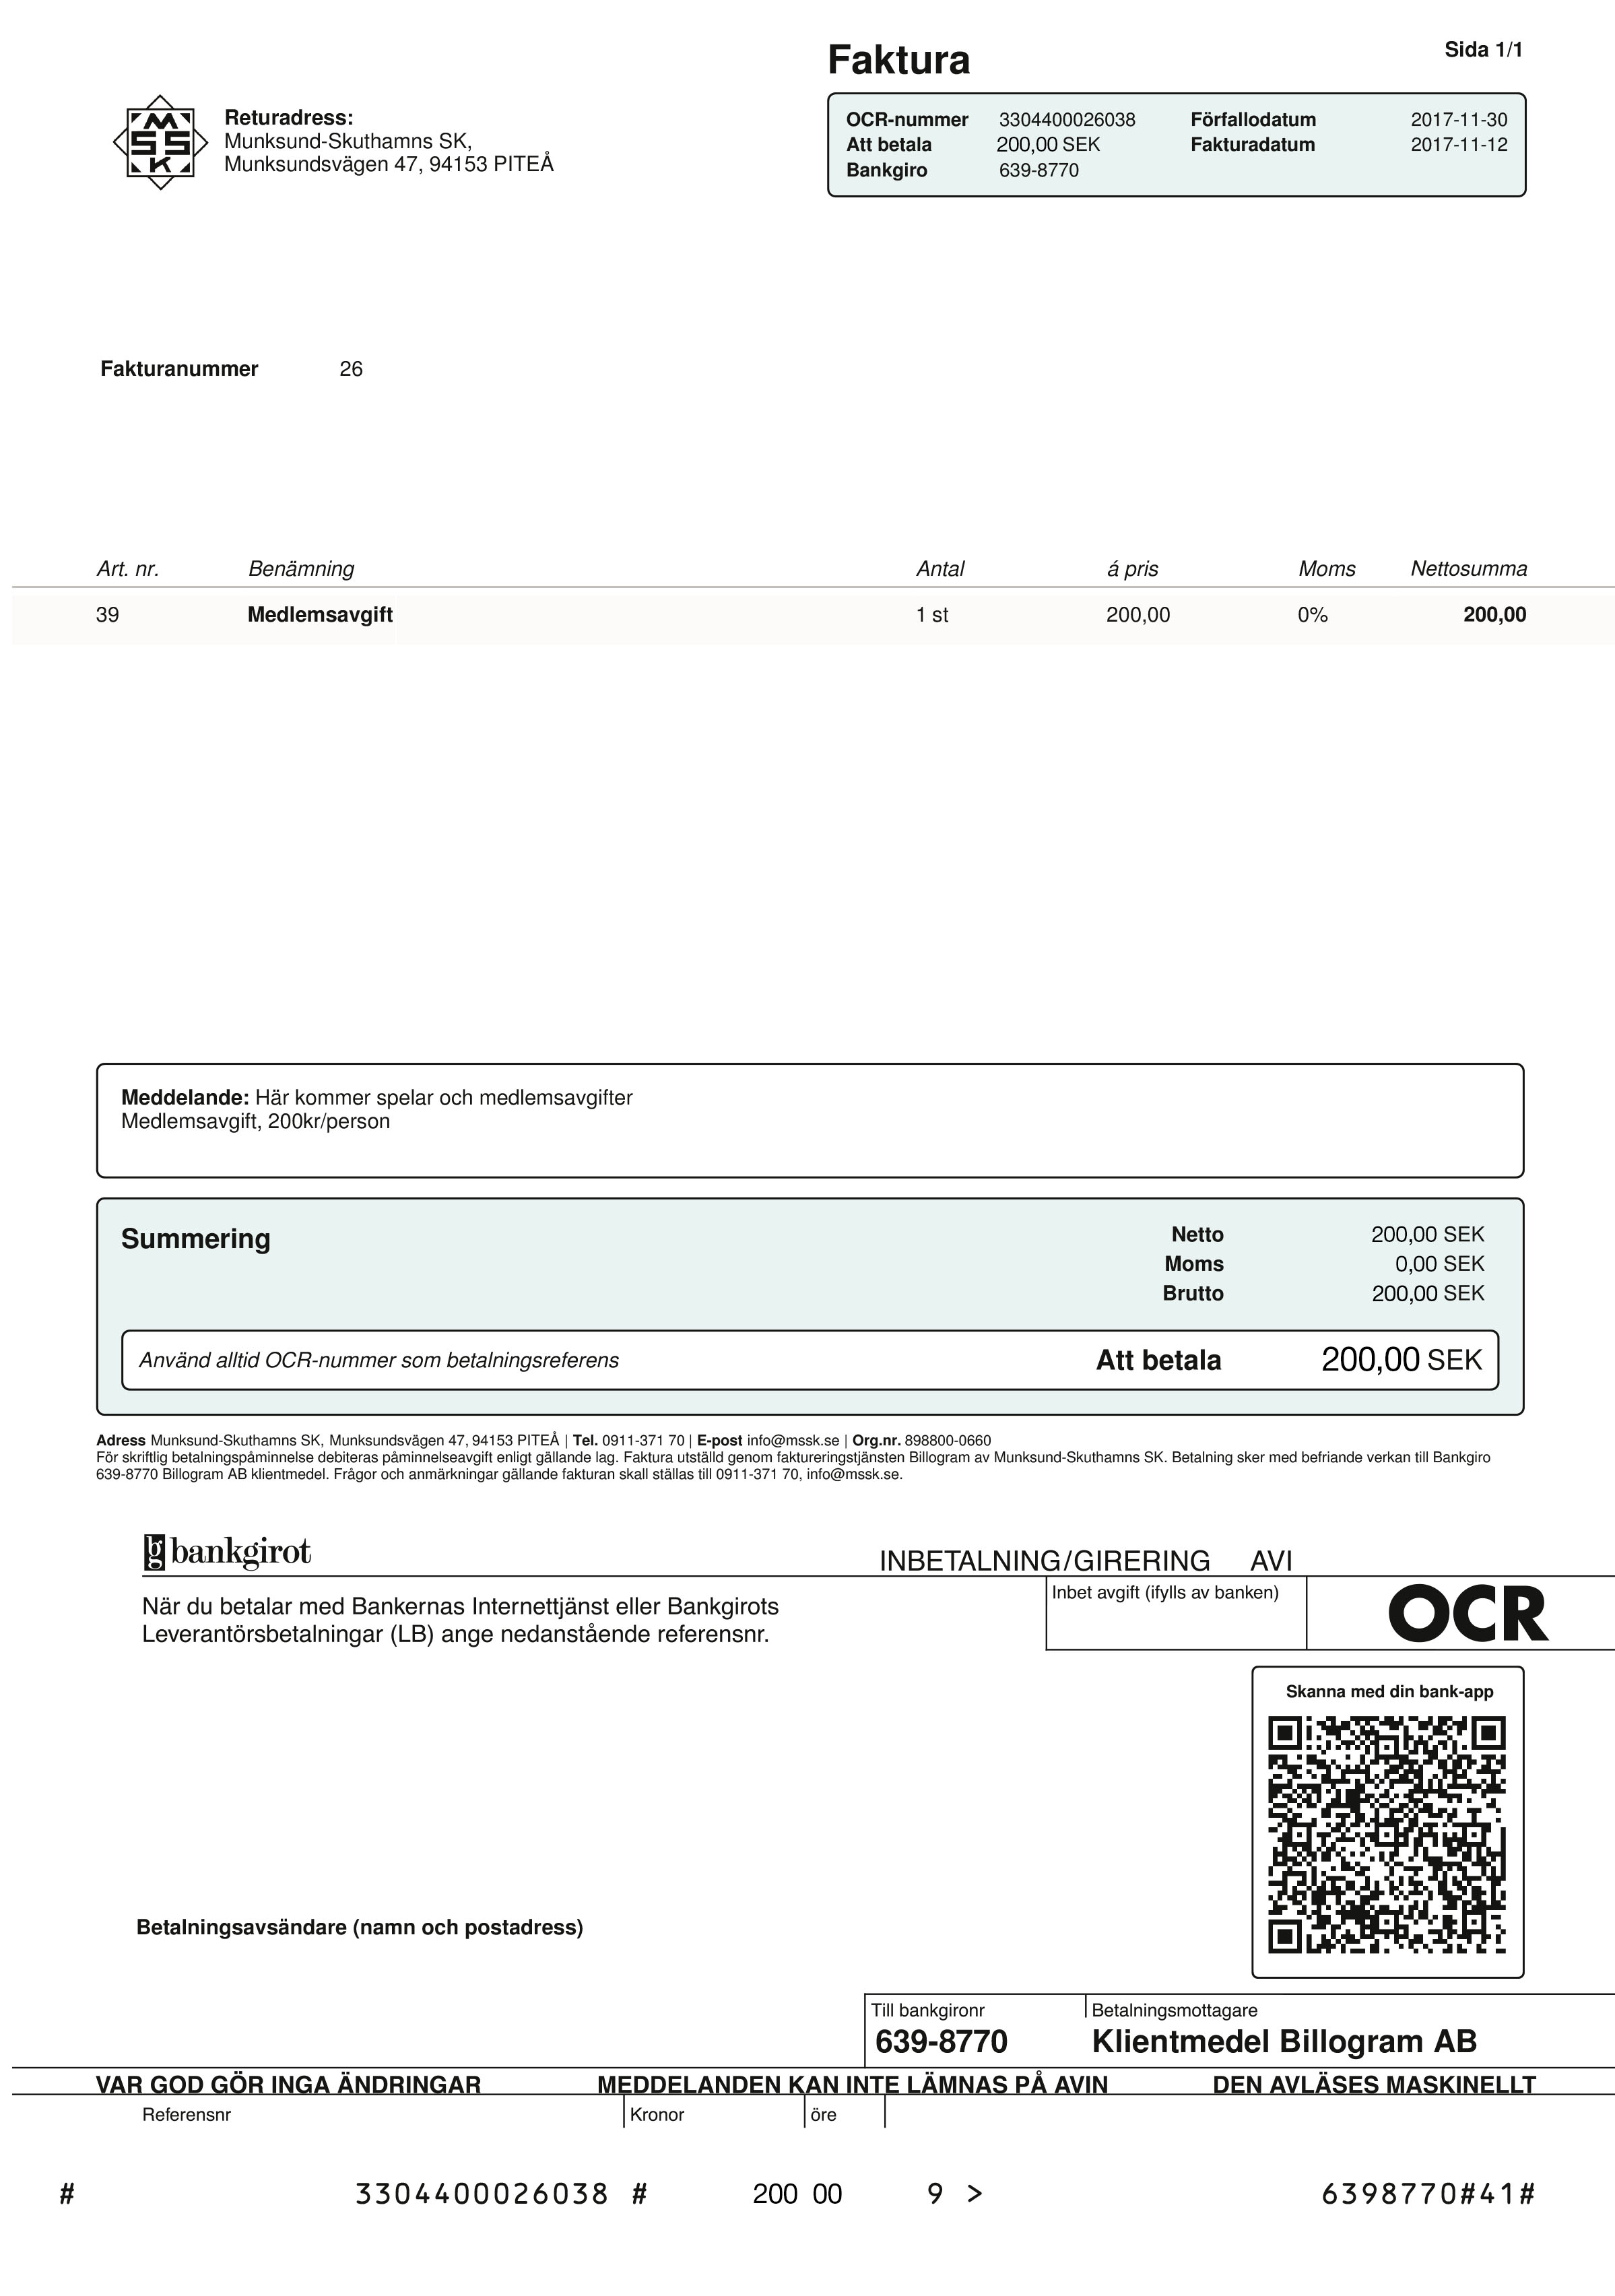 Faktura
Sida 1/1
MSSK
Returadress:
Munksund-Skuthamns SK,
Munksundsvägen 47, 94153 PITEÅ
OCR-nummer 3304400026038 Förfallodatum 2017-11-30
Att betala 200,00 SEK Fakturadatum 2017-11-12
Bankgiro 639-8770
Fakturanummer 26
Art. nr. Benämning Antal á pris Moms Nettosumma
39 Medlemsavgift 1 st 200,00 0% 200,00
Meddelande: Här kommer spelar och medlemsavgifter
Medlemsavgift, 200kr/person
Summering
Netto 200,00 SEK
Moms 0,00 SEK
Brutto 200,00 SEK
Använd alltid OCR-nummer som betalningsreferens Att betala 200,00 SEK
Adress Munksund-Skuthamns SK, Munksundsvägen 47, 94153 PITEÅ | Tel. 0911-371 70 | E-post info@mssk.se | Org.nr. 898800-0660
För skriftlig betalningspåminnelse debiteras påminnelseavgift enligt gällande lag. Faktura utställd genom faktureringstjänsten Billogram av Munksund-Skuthamns SK. Betalning sker med befriande verkan till Bankgiro
639-8770 Billogram AB klientmedel. Frågor och anmärkningar gällande fakturan skall ställas till 0911-371 70, info@mssk.se.
bg bankgirot
INBETALNING/GIRERING AVI
När du betalar med Bankernas Internettjänst eller Bankgirots
Leverantörsbetalningar (LB) ange nedanstående referensnr.
Inbet avgift (ifylls av banken)
OCR
Skanna med din bank-app
Betalningsavsändare (namn och postadress)
Till bankgironr Betalningsmottagare
639-8770 Klientmedel Billogram AB
VAR GOD GÖR INGA ÄNDRINGAR MEDDELANDEN KAN INTE LÄMNAS PÅ AVIN DEN AVLÄSES MASKINELLT
Referensnr Kronor öre
# 3304400026038 # 200 00 9 > 6398770#41#